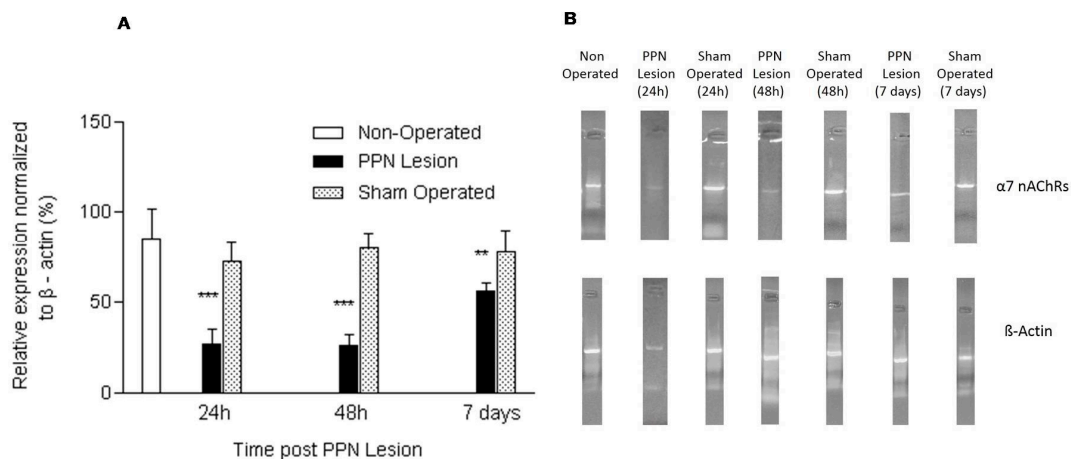 A
Relative expression normalized
to β - actin (%)
150
100
50
0
Non-Operated
PPN Lesion
Sham Operated
***
***
**
24h
48h
7 days
Time post PPN Lesion
B
Non
Operated
PPN
Lesion
(24h)
Sham
Operated
(24h)
PPN
Lesion
(48h)
Sham
Operated
(48h)
PPN
Lesion
(7 days)
Sham
Operated
(7 days)
α7 nAChRs
ß-Actin